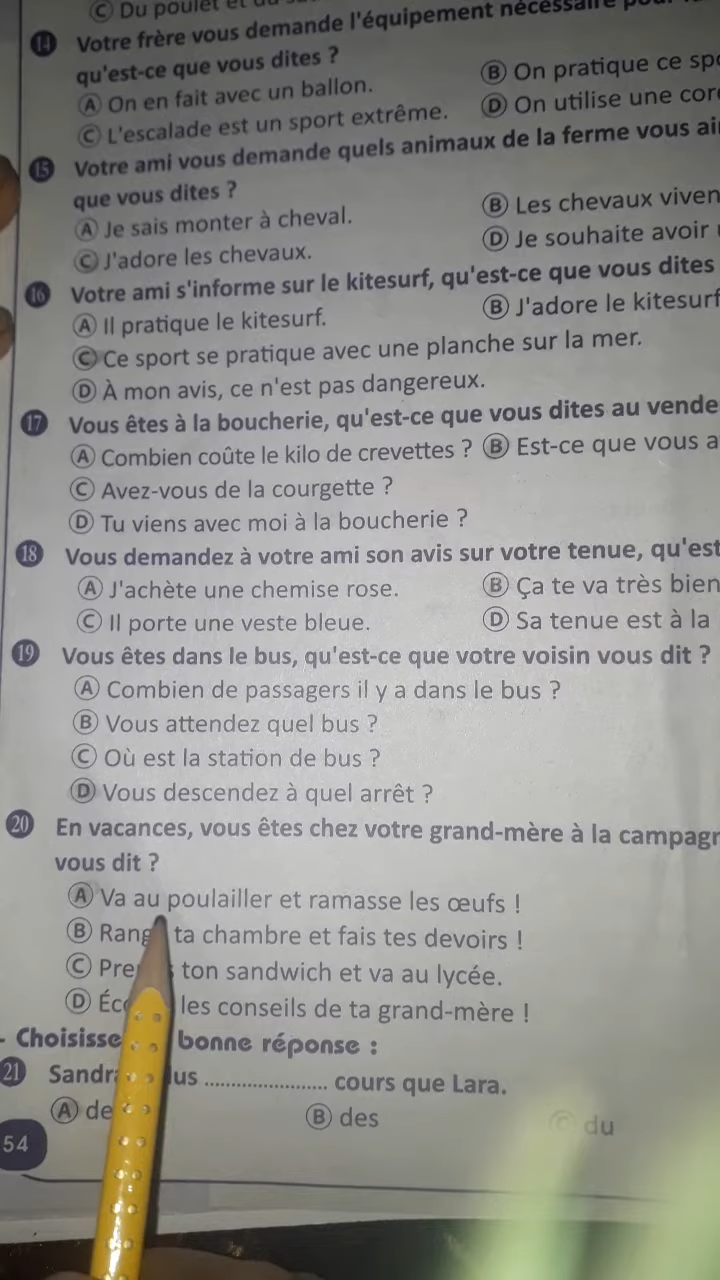 Ⓒ Du poulet et du
14 Votre frère vous demande l'équipement nécessaire
qu'est-ce que vous dites ?
Ⓐ On en fait avec un ballon. Ⓑ On pratique ce
Ⓒ L'escalade est un sport extrême. Ⓓ On utilise une
15 Votre ami vous demande quels animaux de la ferme vous
que vous dites ?
Ⓐ Je sais monter à cheval. Ⓑ Les chevaux
Ⓒ J'adore les chevaux. Ⓓ Je souhaite avoir
16 Votre ami s'informe sur le kitesurf, qu'est-ce que vous dites
Ⓐ Il pratique le kitesurf. Ⓑ J'adore le kitesurf
Ⓒ Ce sport se pratique avec une planche sur la mer.
Ⓓ À mon avis, ce n'est pas dangereux.
17 Vous êtes à la boucherie, qu'est-ce que vous dites au
Ⓐ Combien coûte le kilo de crevettes ? Ⓑ Est-ce que vous
Ⓒ Avez-vous de la courgette ?
Ⓓ Tu viens avec moi à la boucherie ?
18 Vous demandez à votre ami son avis sur votre tenue,
Ⓐ J'achète une chemise rose. Ⓑ Ça te va très bien
Ⓒ Il porte une veste bleue. Ⓓ Sa tenue est à la
19 Vous êtes dans le bus, qu'est-ce que votre voisin vous dit ?
Ⓐ Combien de passagers il y a dans le bus ?
Ⓑ Vous attendez quel bus ?
Ⓒ Où est la station de bus ?
Ⓓ Vous descendez à quel arrêt ?
20 En vacances, vous êtes chez votre grand-mère à la
vous dit ?
Ⓐ Va au poulailler et ramasse les œufs !
Ⓑ ta chambre et fais tes devoirs !
Ⓒ ton sandwich et va au lycée.
Ⓓ les conseils de ta grand-mère !
- bonne réponse :
21 .................... cours que Lara.
Ⓐ Ⓑ des Ⓒ du
54